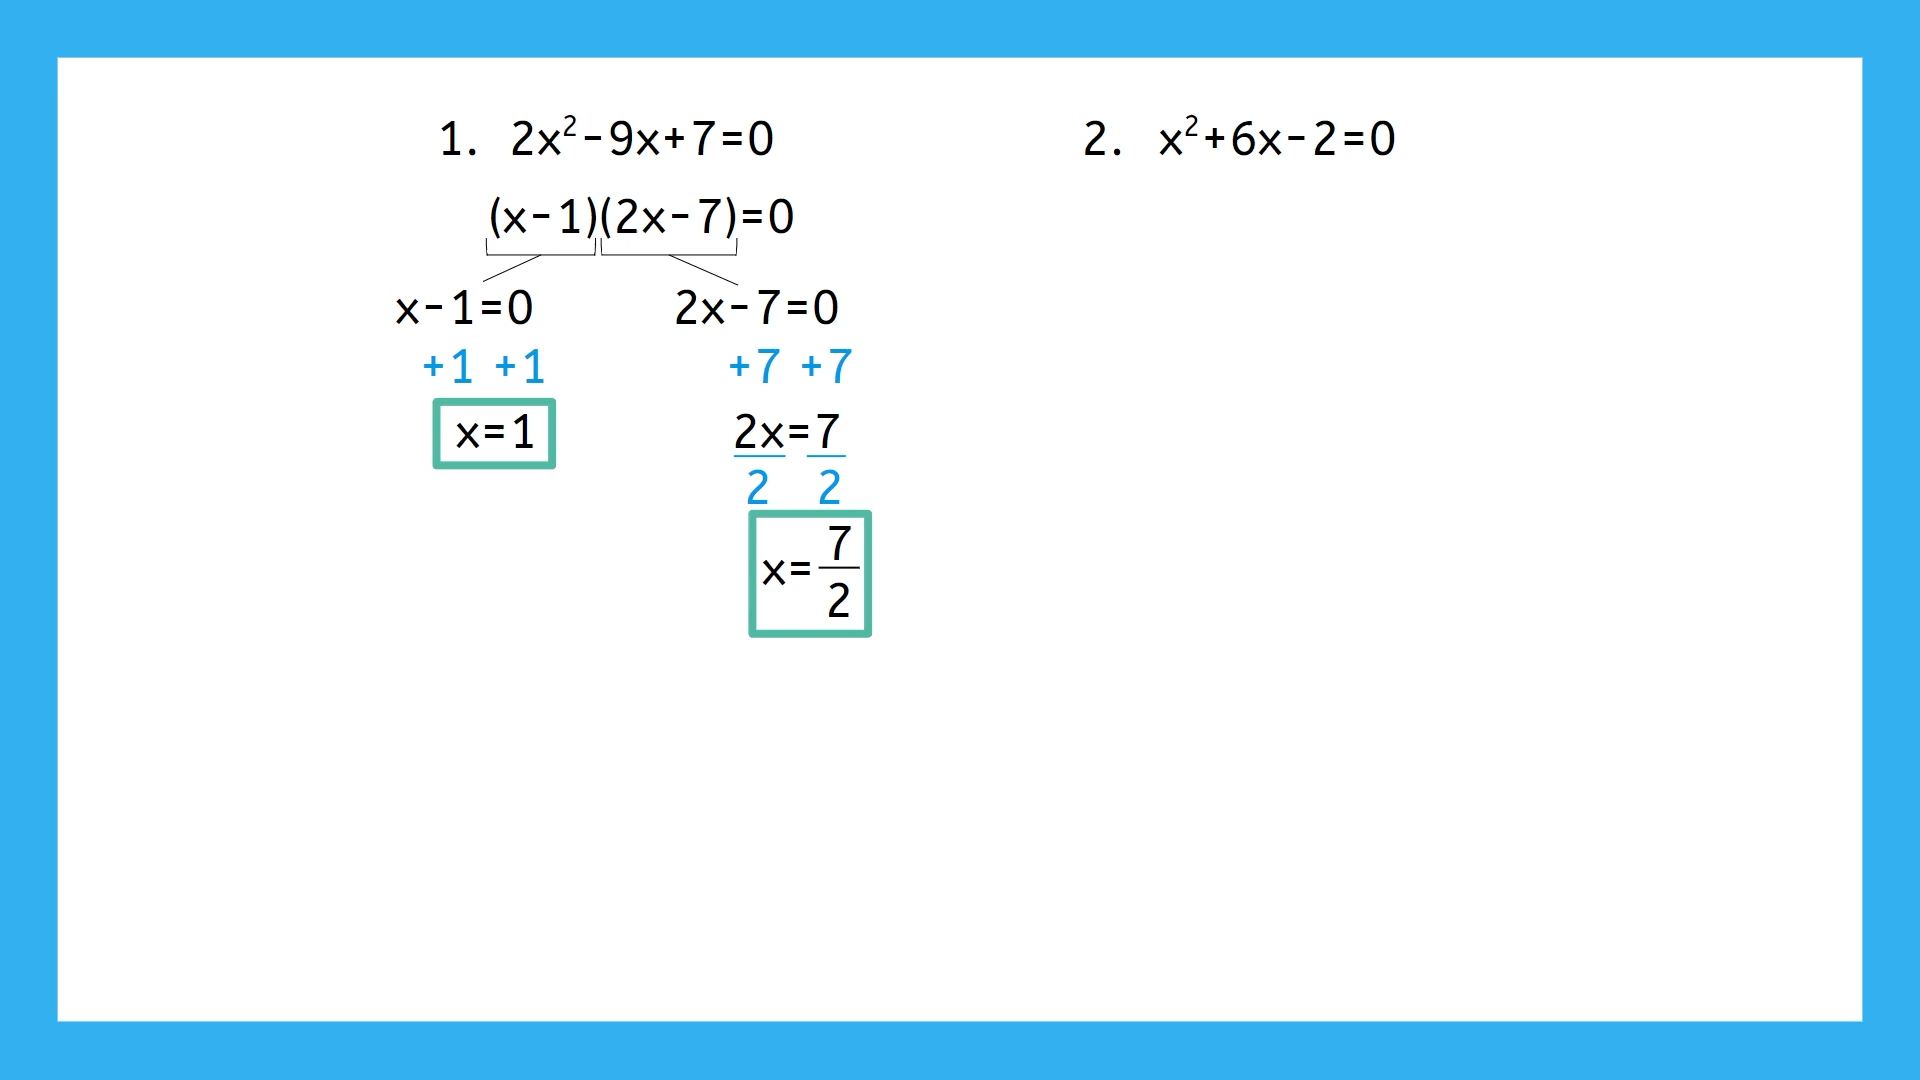 1. 2x²-9x+7=0
(x-1)(2x-7)=0
x-1=0
+1 +1
x=1
2x-7=0
+7 +7
2x=7
2 2
x=7/2
2. x²+6x-2=0